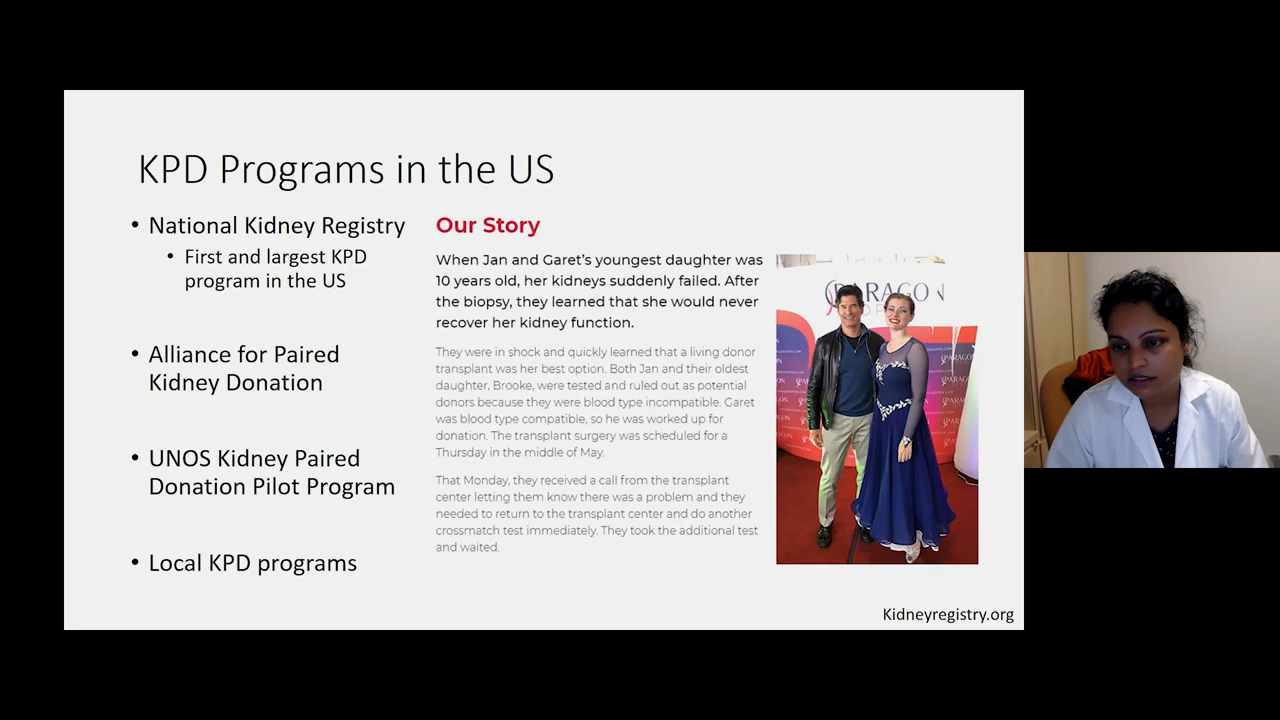 KPD Programs in the US
• National Kidney Registry
• First and largest KPD
program in the US
• Alliance for Paired
Kidney Donation
• UNOS Kidney Paired
Donation Pilot Program
• Local KPD programs
Our Story
When Jan and Garet's youngest daughter was
10 years old, her kidneys suddenly failed. After
the biopsy, they learned that she would never
recover her kidney function.
They were in shock and quickly learned that a living donor
transplant was her best option. Both Jan and their oldest
daughter, Brooke, were tested and ruled out as potential
donors because they were blood type incompatible. Garet
was blood type compatible, so he was worked up for
donation. The transplant surgery was scheduled for a
Thursday in the middle of May.
That Monday, they received a call from the transplant
center letting them know there was a problem and they
needed to return to the transplant center and do another
crossmatch test immediately. They took the additional test
and waited.
PARAGON
Kidneyregistry.org